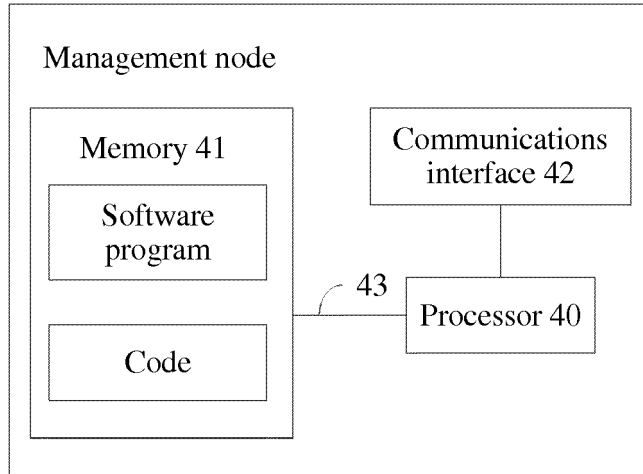 Management node
Memory 41
Software
program
Code
Communications
interface 42
43
Processor 40